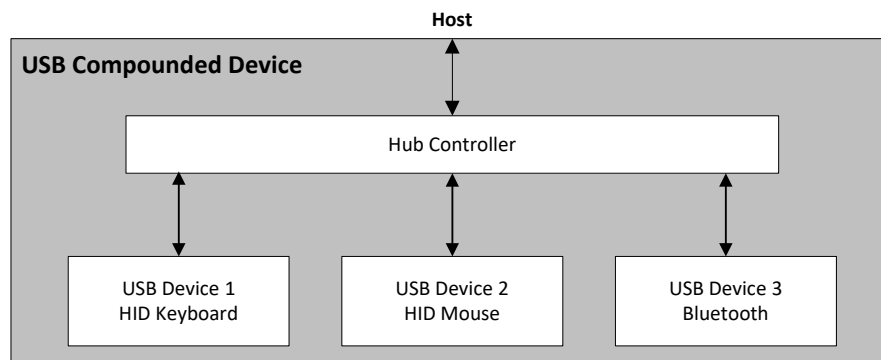 Host
USB Compounded Device
Hub Controller
USB Device 1
HID Keyboard
USB Device 2
HID Mouse
USB Device 3
Bluetooth